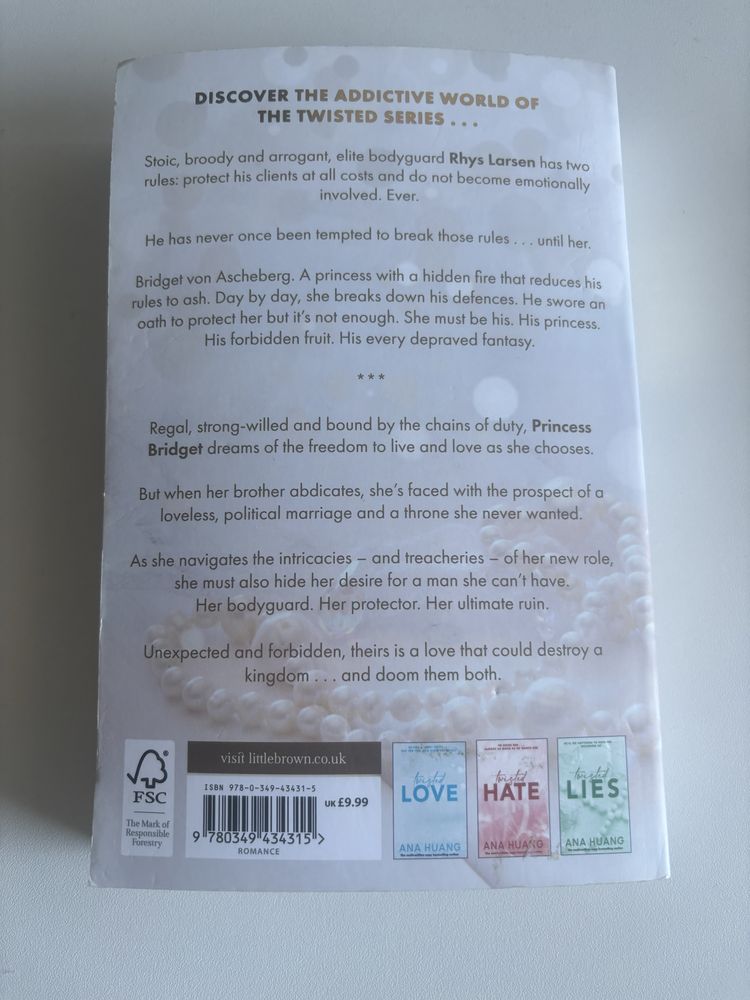 DISCOVER THE ADDICTIVE WORLD OF
THE TWISTED SERIES . . .
Stoic, broody and arrogant, elite bodyguard Rhys Larsen has two
rules: protect his clients at all costs and do not become emotionally
involved. Ever.
He has never once been tempted to break those rules . . . until her.
Bridget von Ascheberg. A princess with a hidden fire that reduces his
rules to ash. Day by day, she breaks down his defences. He swore an
oath to protect her but it's not enough. She must be his. His princess.
His forbidden fruit. His every depraved fantasy.
***
Regal, strong-willed and bound by the chains of duty, Princess
Bridget dreams of the freedom to live and love as she chooses.
But when her brother abdicates, she's faced with the prospect of a
loveless, political marriage and a throne she never wanted.
As she navigates the intricacies – and treacheries – of her new role,
she must also hide her desire for a man she can't have.
Her bodyguard. Her protector. Her ultimate ruin.
Unexpected and forbidden, theirs is a love that could destroy a
kingdom . . . and doom them both.
FSC
The Mark of
Responsible
Forestry
visit littlebrown.co.uk
ISBN 978-0-349-43431-5
UK £9.99
9 780349 434315 >
ROMANCE
twisted
LOVE
ANA HUANG
twisted
HATE
ANA HUANG
twisted
LIES
ANA HUANG